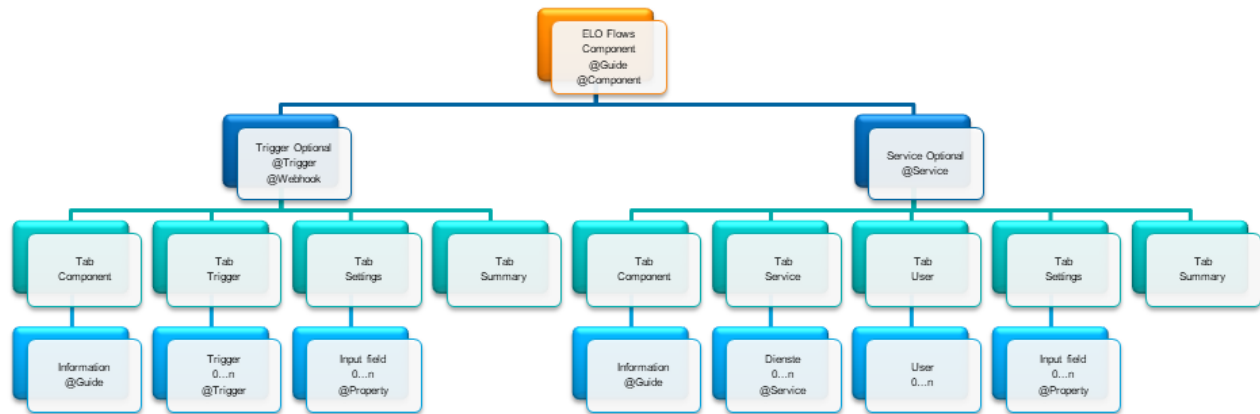 ELO Flows
Component
@Guide
@Component
Trigger Optional
@Trigger
@Webhook
Service Optional
@Service
Tab
Component
Tab
Trigger
Tab
Settings
Tab
Summary
Tab
Component
Tab
Service
Tab
User
Tab
Settings
Tab
Summary
Information
@Guide
Trigger
0...n
@Trigger
Input field
0...n
@Property
Information
@Guide
Dienste
0...n
@Service
User
0...n
Input field
0...n
@Property